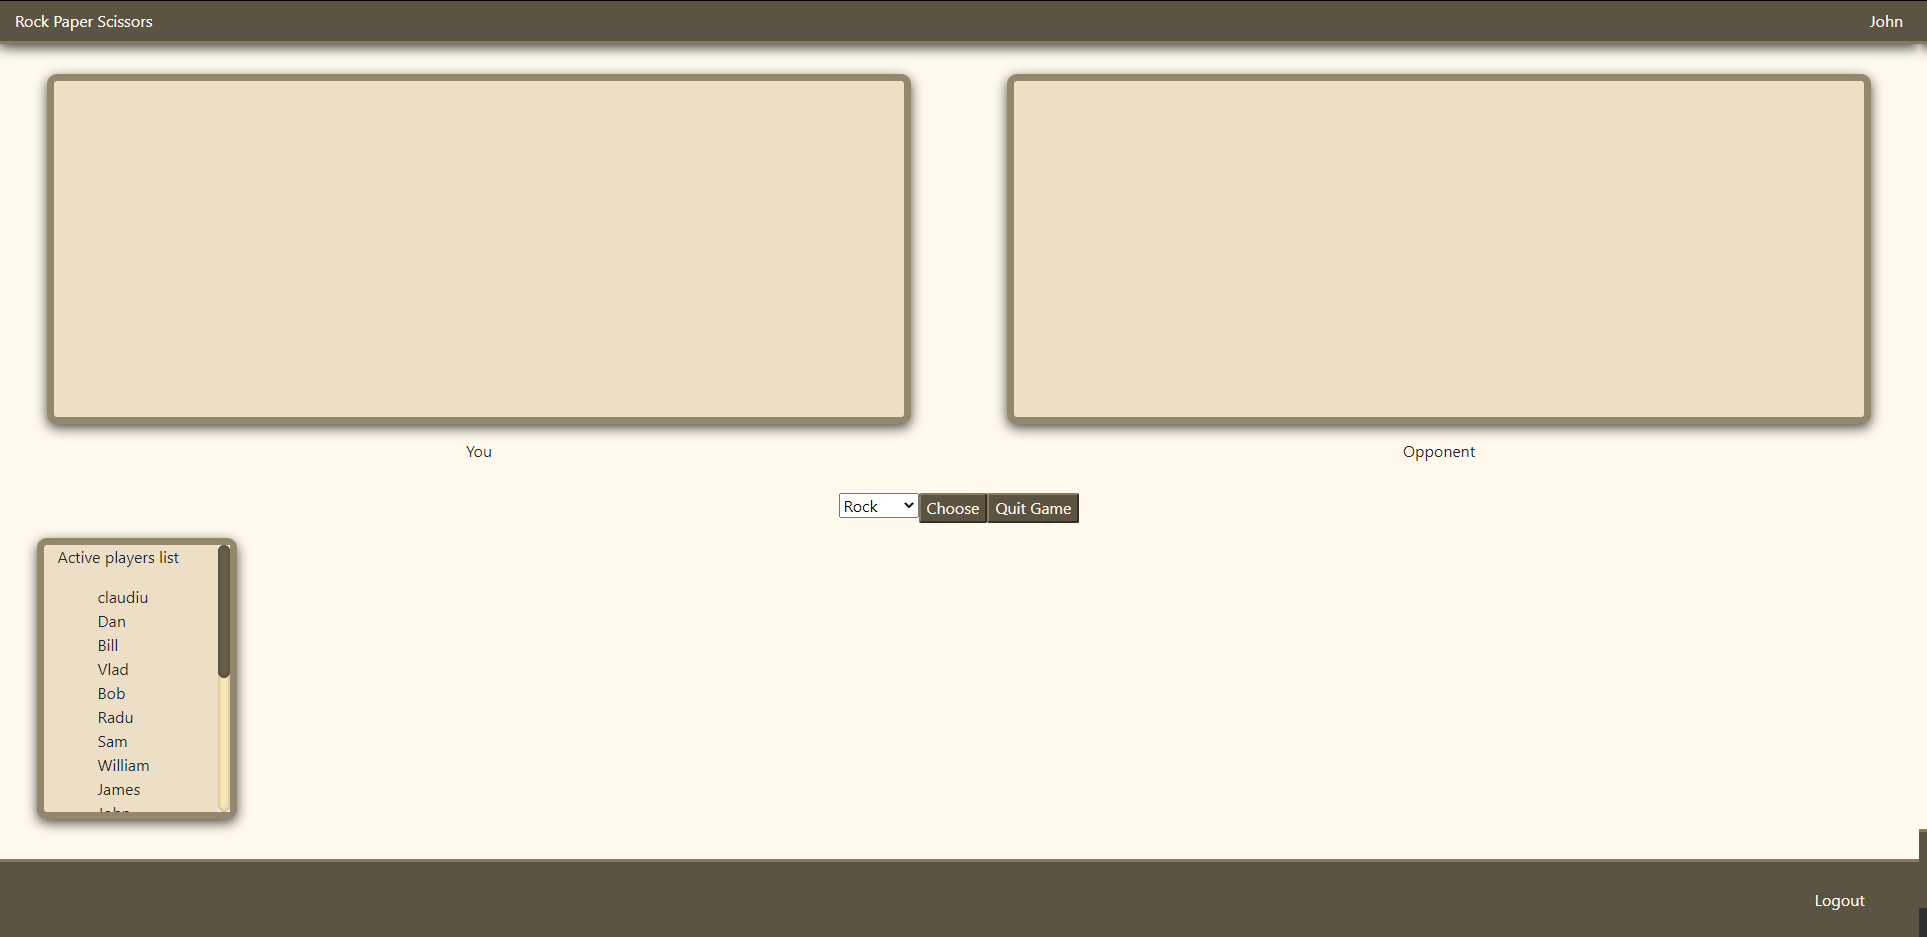 Rock Paper Scissors
John
You
Opponent
Rock
Choose
Quit Game
Active players list
claudiu
Dan
Bill
Vlad
Bob
Radu
Sam
William
James
John
Logout